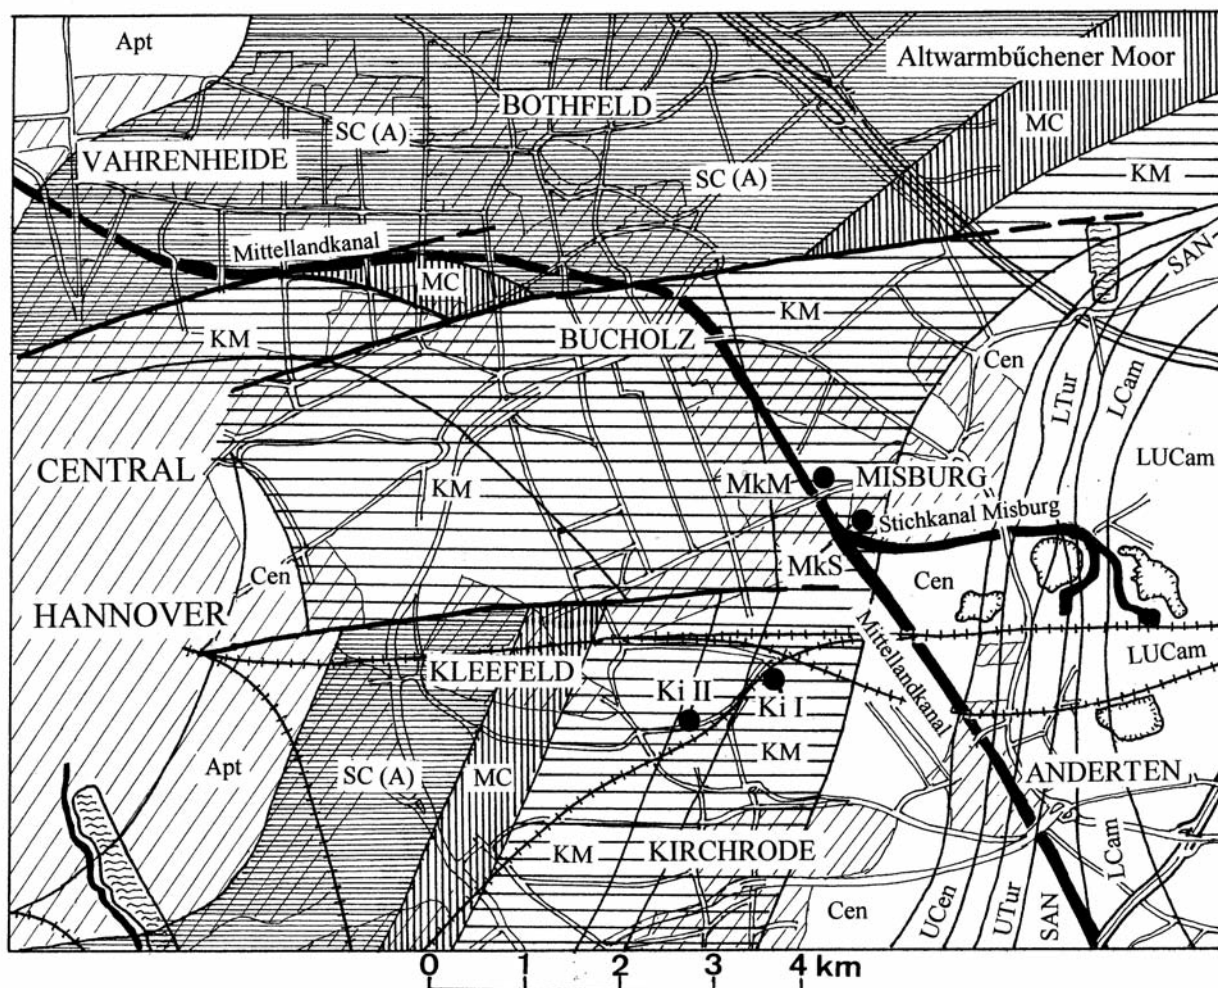 Apt
Altwarmbűchener Moor
BOTHFELD
SC (A)
MC
VAHRENHEIDE
SC (A)
KM
Mittellandkanal
SAN
MC
KM
KM
BUCHOLZ
Cen
LTur
LCam
CENTRAL
LUCam
KM
MkM
MISBURG
Stichkanal Misburg
Cen
MkS
Cen
HANNOVER
Mittellandkanal
LUCam
KLEEFELD
Ki II
Ki I
KM
Apt
SC (A)
MC
ANDERTEN
KM
KIRCHRODE
LCam
Cen
UCen
UTur
SAN
0 1 2 3 4 km